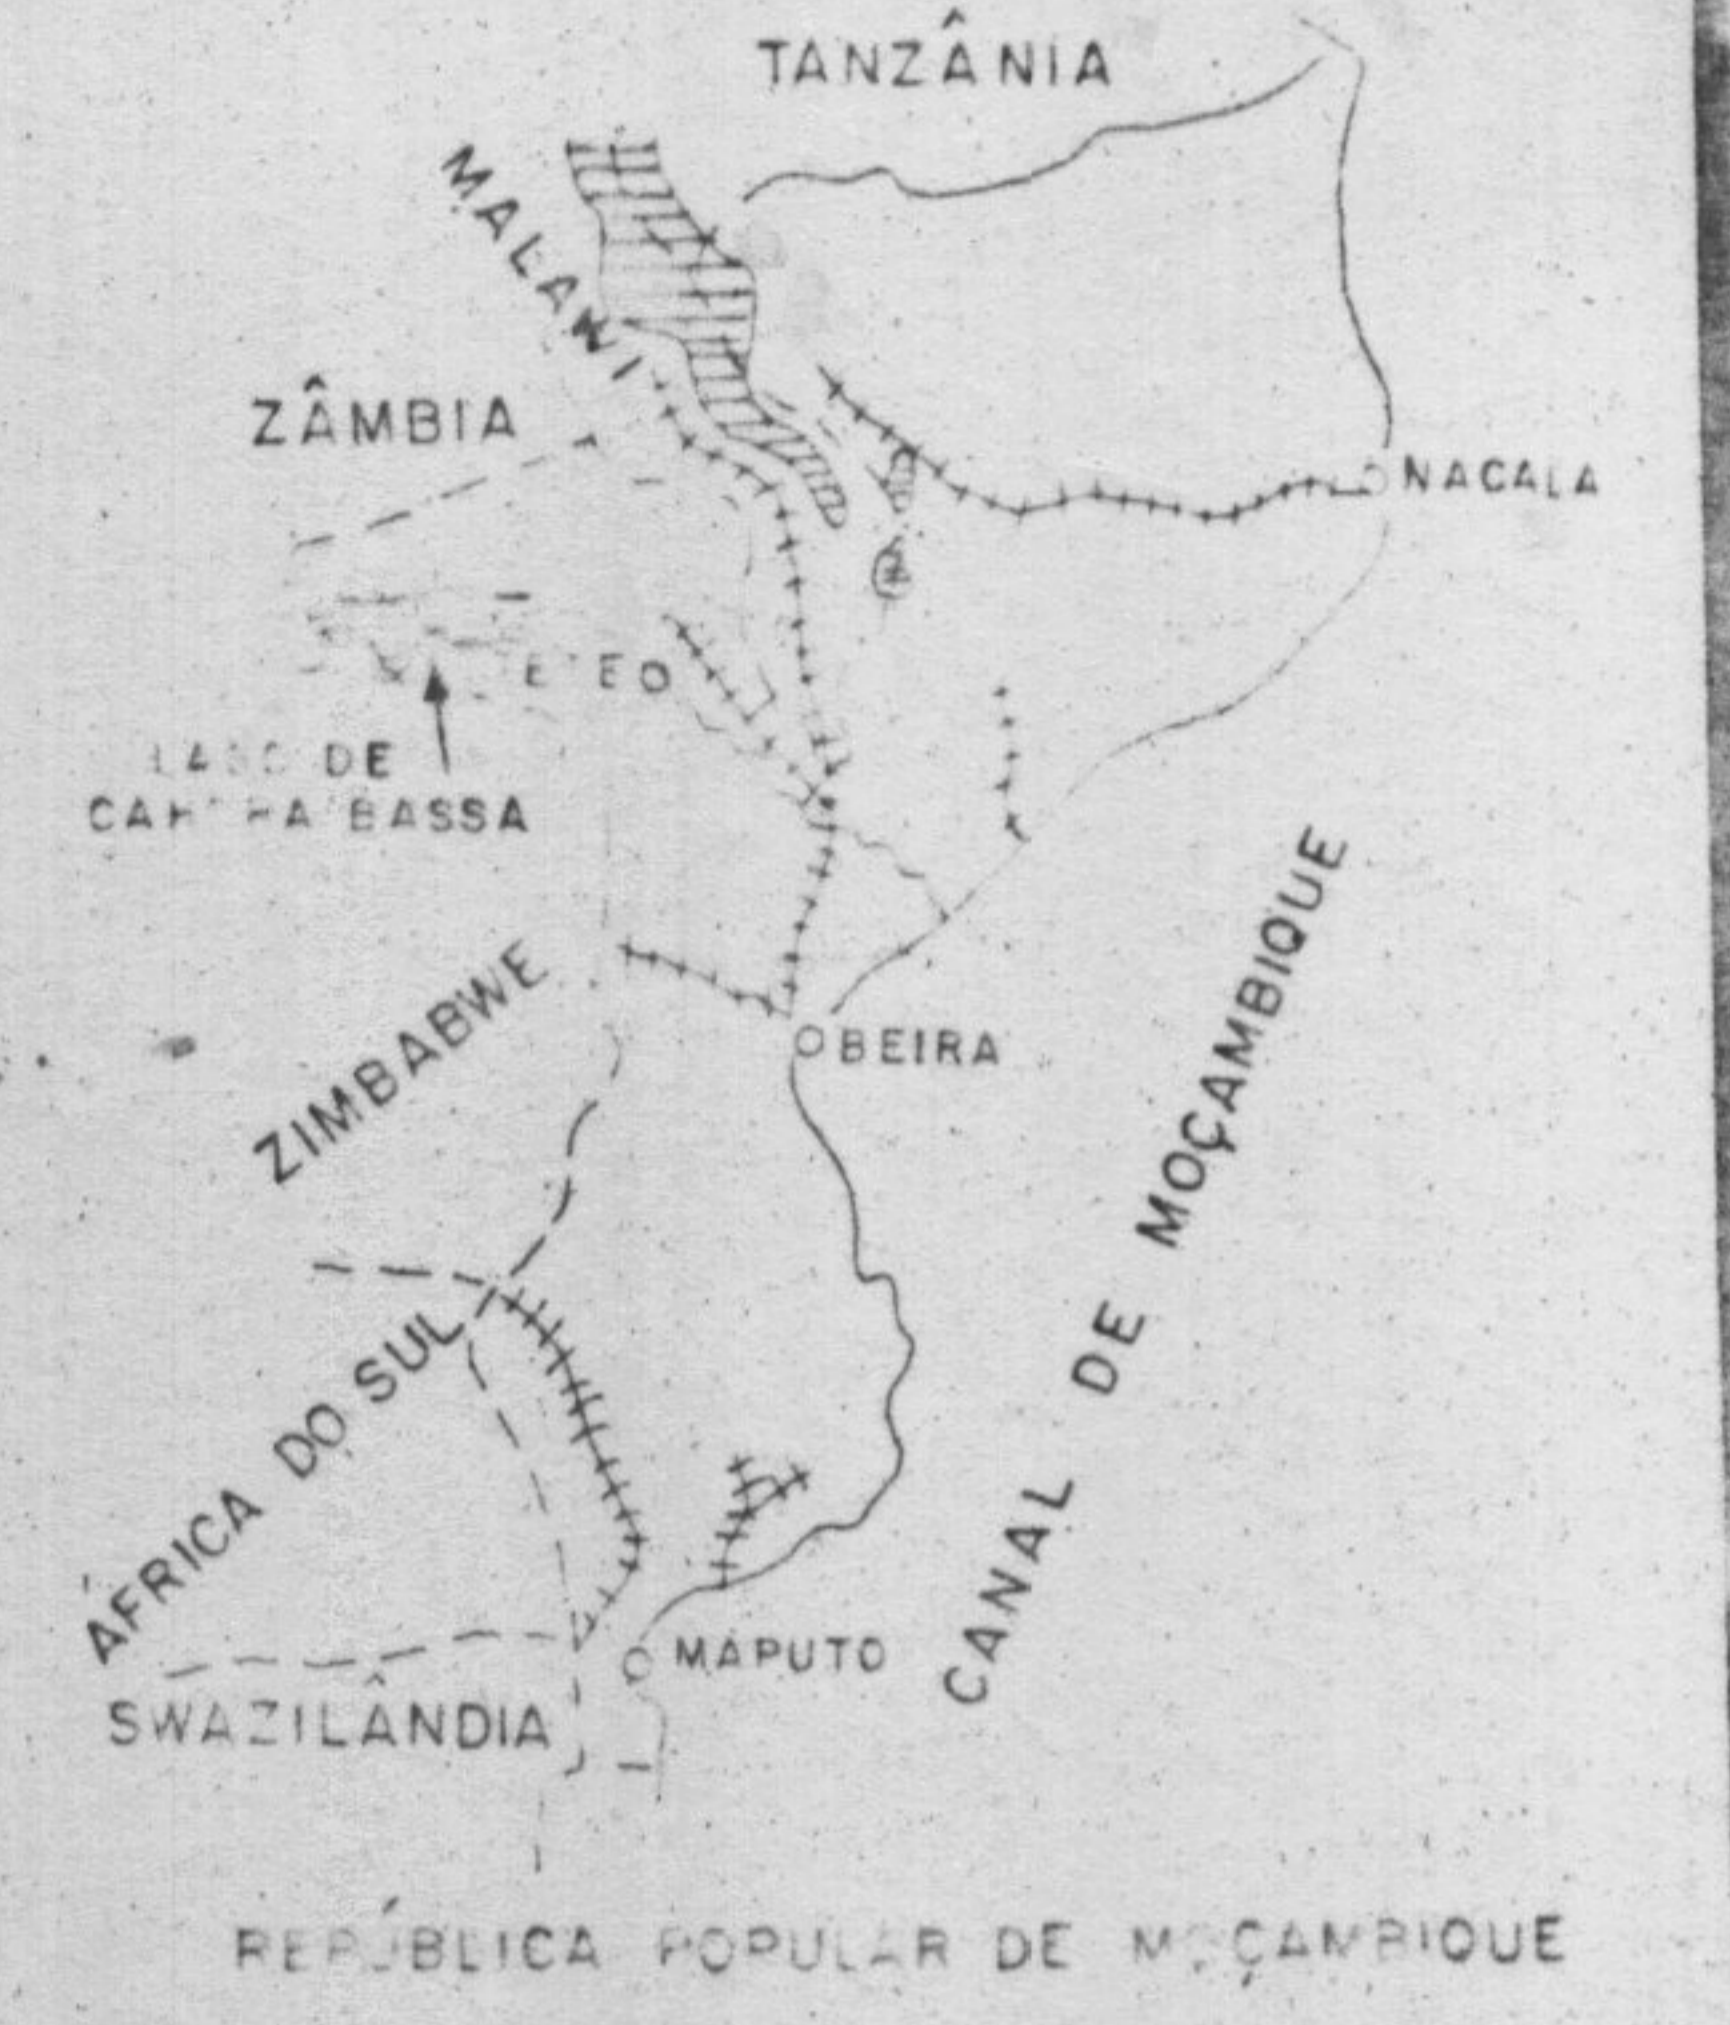 TANZÂNIA
MALAWI
ZÂMBIA
NACALA
DE
BASSA
ZIMBABWE
BEIRA
CANAL DE MOÇAMBIQUE
ÁFRICA DO SUL
MAPUTO
SWAZILÂNDIA
REPÚBLICA POPULAR DE MOÇAMBIQUE